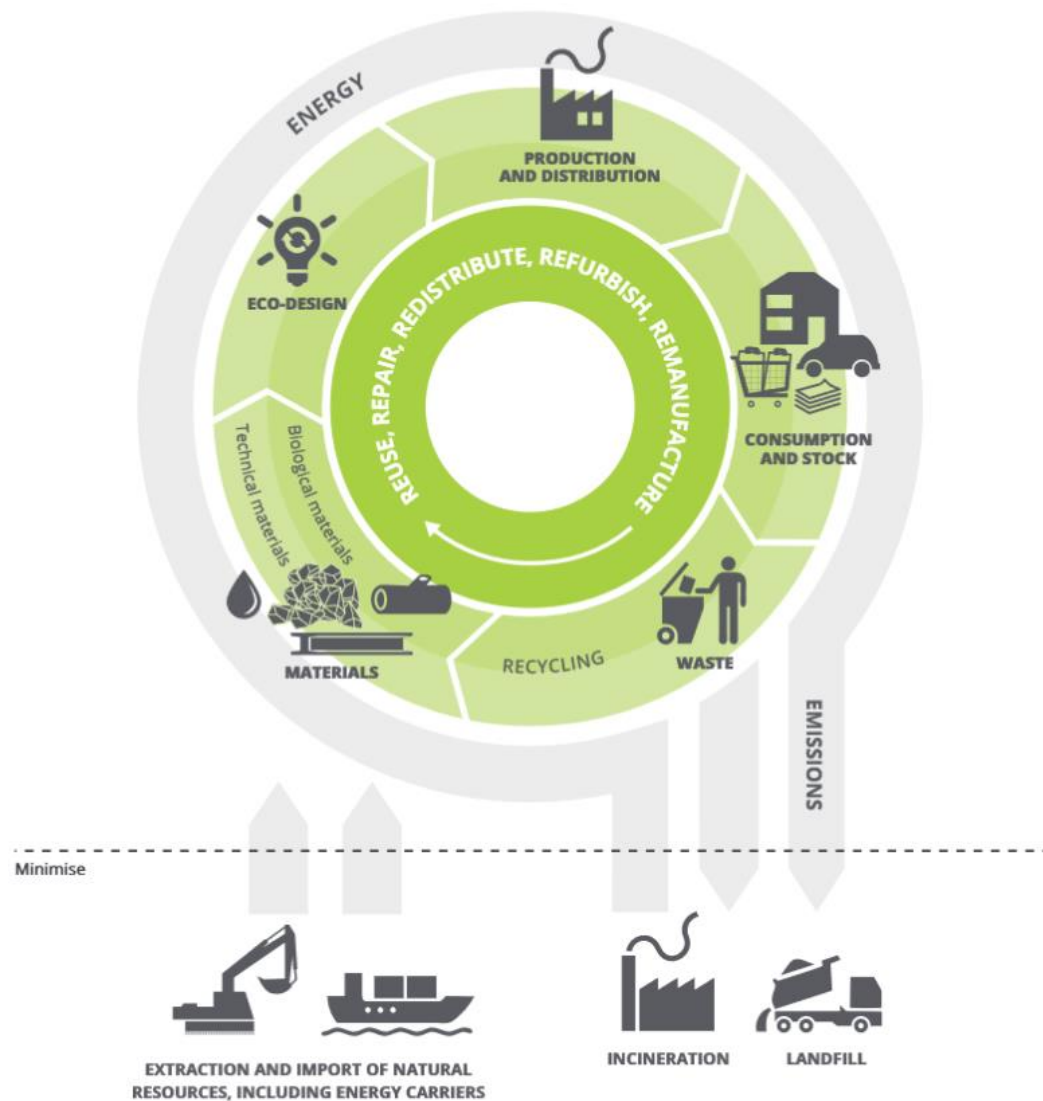 ENERGY
PRODUCTION
AND DISTRIBUTION
ECO-DESIGN
REUSE, REPAIR, REDISTRIBUTE, REFURBISH, REMANUFACTURE
CONSUMPTION
AND STOCK
Technical materials
Biological materials
MATERIALS
RECYCLING
WASTE
EMISSIONS
Minimise
EXTRACTION AND IMPORT OF NATURAL
RESOURCES, INCLUDING ENERGY CARRIERS
INCINERATION
LANDFILL